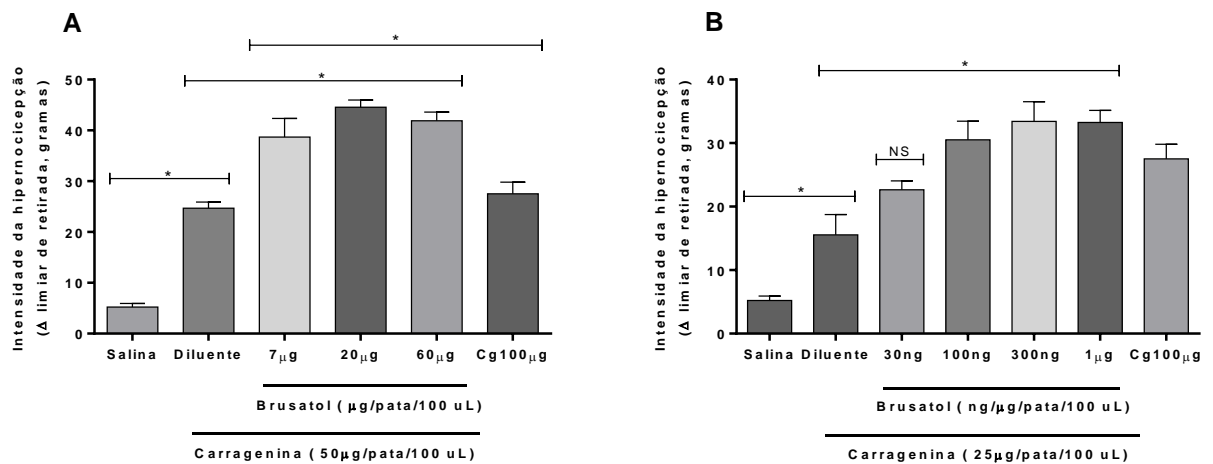 A
*
*
*
Intensidade da hipernocicepção
(Δ limiar de retirada, gramas)
50
40
30
20
10
0
Salina Diluente 7µg 20µg 60µg Cg100µg
Brusatol ( µg/pata/100 uL)
Carragenina ( 50µg/pata/100 uL)
B
*
NS
*
Intensidade da hipernocicepção
(Δ limiar de retirada, gramas)
40
30
20
10
0
Salina Diluente 30ng 100ng 300ng 1µg Cg100µg
Brusatol ( ng/µg/pata/100 uL)
Carragenina ( 25µg/pata/100 uL)